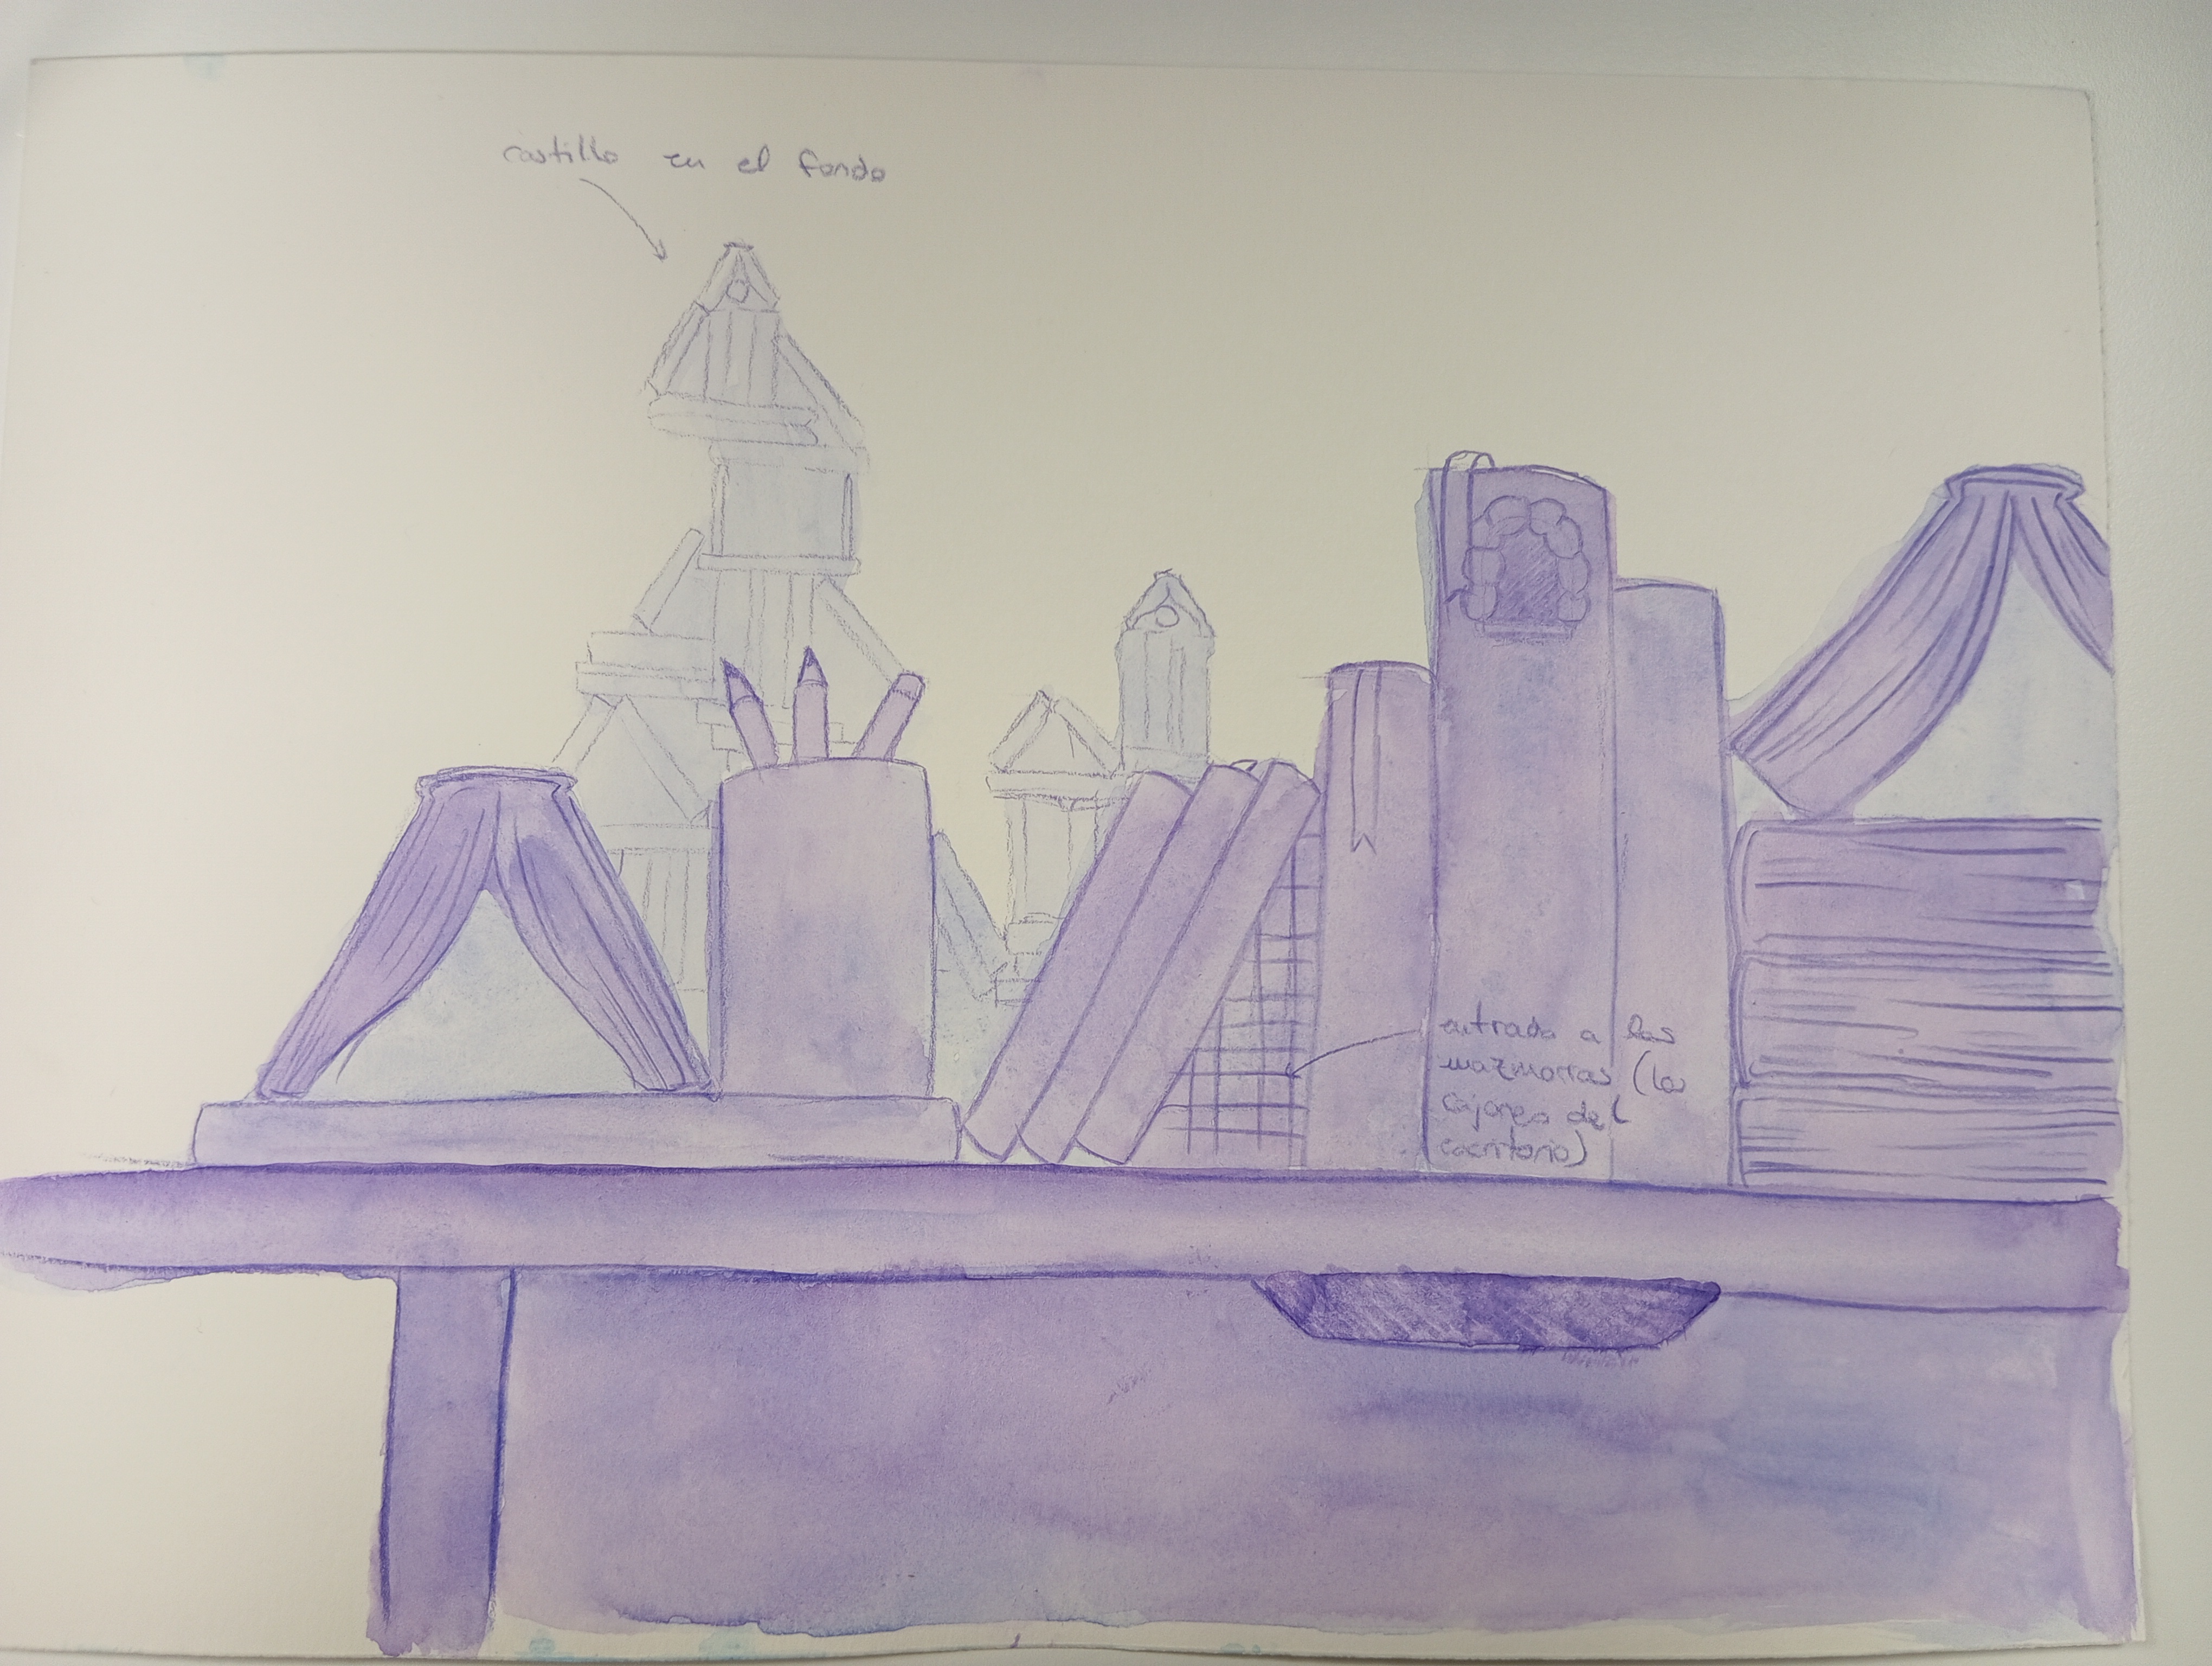 castillo en el fondo
entrada a las
mazmorras (los
cajones del
escritorio)